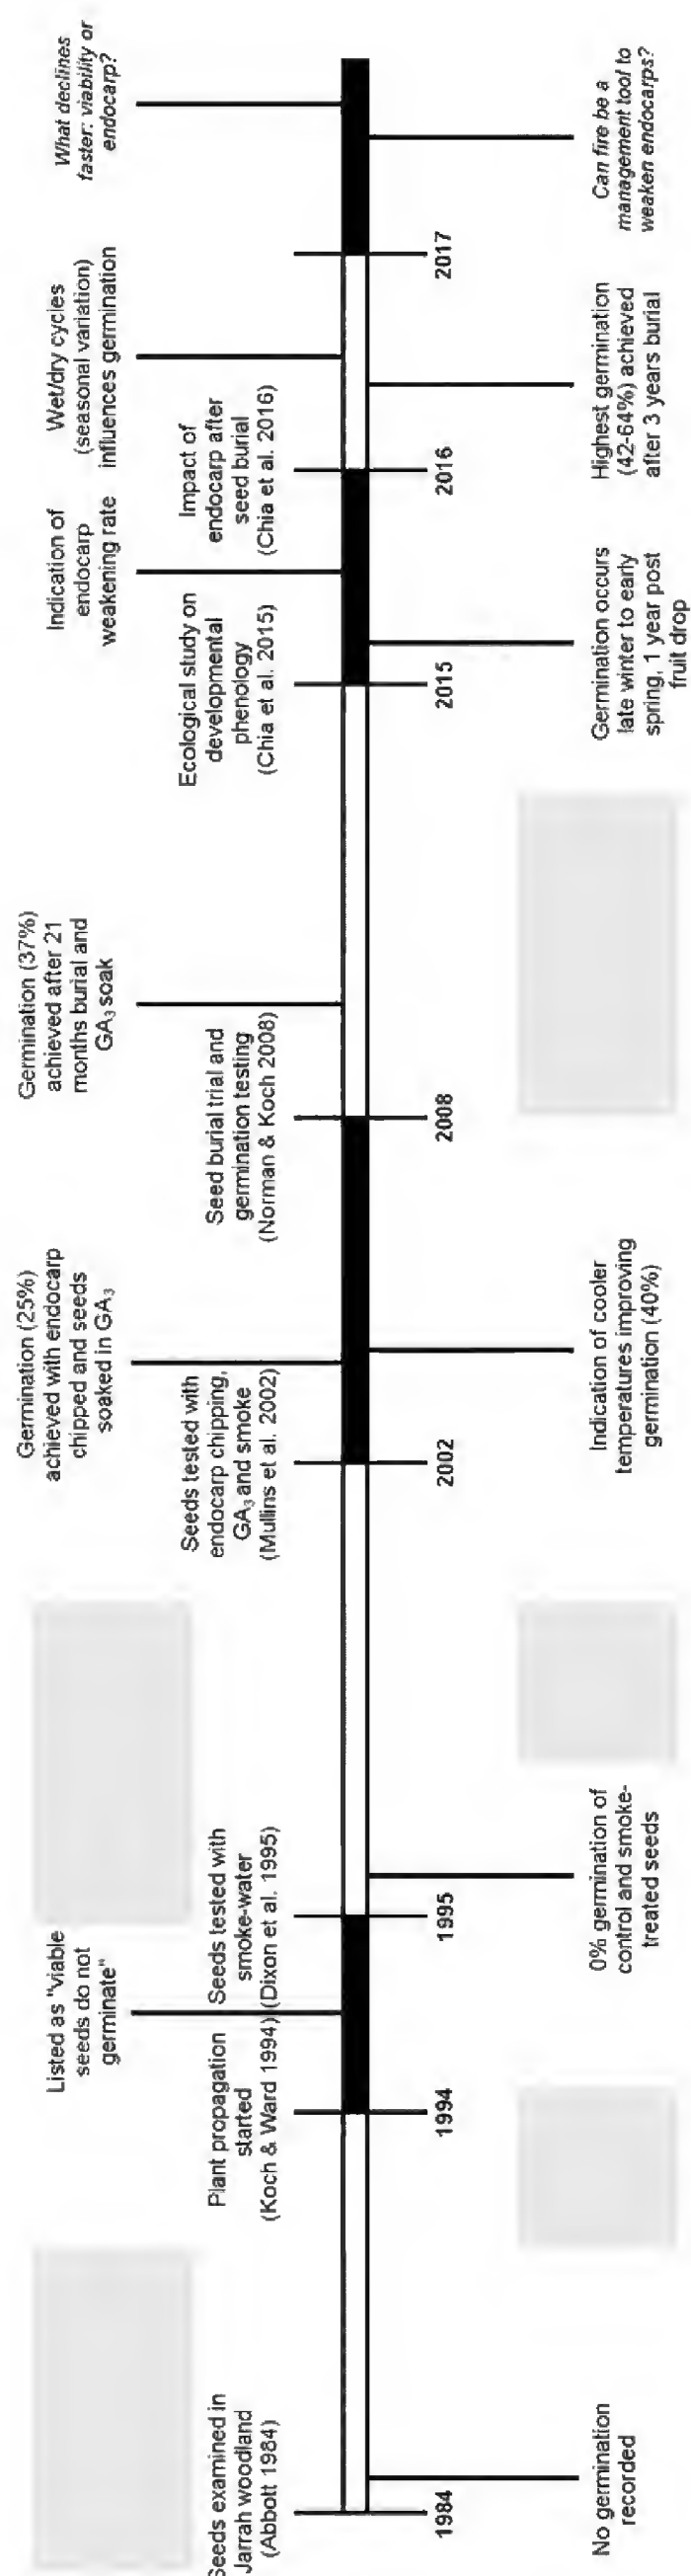 Seeds examined in
Jarrah woodland
(Abbott 1984)
1984
No germination
recorded
Listed as "viable
seeds do not
germinate"
Plant propagation
started
(Koch & Ward 1994)
1994
Seeds tested with
smoke-water
(Dixon et al. 1995)
1995
0% germination of
control and smoke-
treated seeds
Germination (25%)
achieved with endocarp
chipped and seeds
soaked in GA₃
Seeds tested with
endocarp chipping,
GA₃ and smoke
(Mullins et al. 2002)
2002
Indication of cooler
temperatures improving
germination (40%)
Germination (37%)
achieved after 21
months burial and
GA₃ soak
Seed burial trial and
germination testing
(Norman & Koch 2008)
2008
Indication of
endocarp
weakening rate
Ecological study on
developmental
phenology
(Chia et al. 2015)
2015
Germination occurs
late winter to early
spring, 1 year post
fruit drop
Wet/dry cycles
(seasonal variation)
influences germination
Impact of
endocarp after
seed burial
(Chia et al. 2016)
2016
Highest germination
(42-64%) achieved
after 3 years burial
What declines
faster: viability or
endocarp?
2017
Can fire be a
management tool to
weaken endocarps?